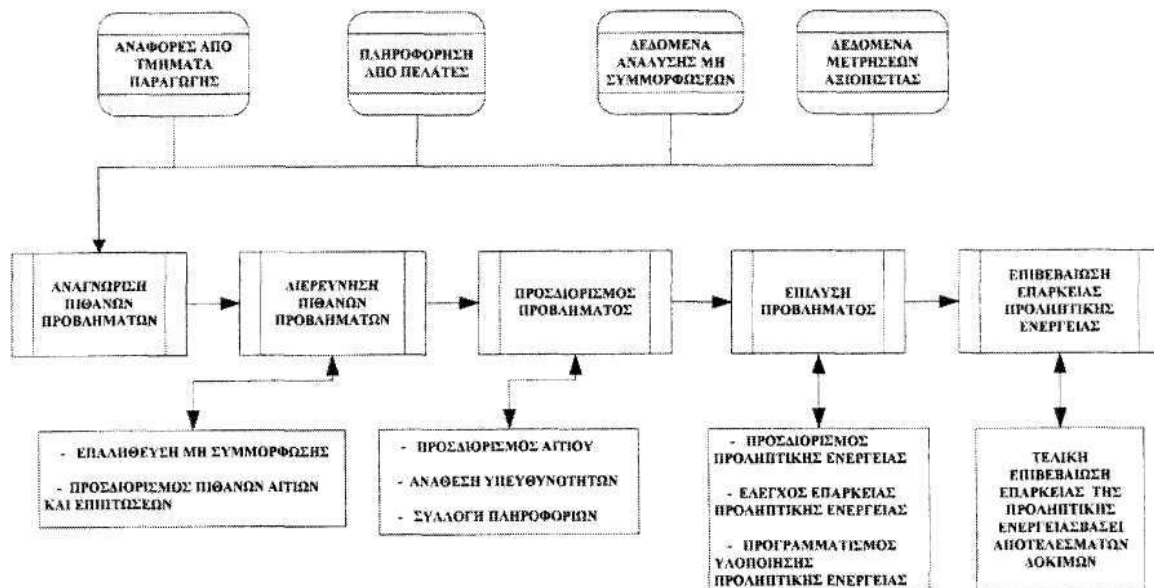 ΑΝΑΦΟΡΕΣ ΑΠΟ
ΤΜΗΜΑΤΑ
ΠΑΡΑΓΩΓΗΣ
ΠΛΗΡΟΦΟΡΗΣΗ
ΑΠΟ ΠΕΛΑΤΕΣ
ΔΕΔΟΜΕΝΑ
ΑΝΑΛΥΣΗΣ ΜΗ
ΣΥΜΜΟΡΦΩΣΕΩΝ
ΔΕΔΟΜΕΝΑ
ΜΕΤΡΗΣΕΩΝ
ΑΞΙΟΠΙΣΤΙΑΣ
ΑΝΑΓΝΩΡΙΣΗ
ΠΙΘΑΝΩΝ
ΠΡΟΒΛΗΜΑΤΩΝ
ΔΙΕΡΕΥΝΗΣΗ
ΠΙΘΑΝΩΝ
ΠΡΟΒΛΗΜΑΤΩΝ
ΠΡΟΣΔΙΟΡΙΣΜΟΣ
ΠΡΟΒΛΗΜΑΤΟΣ
ΕΠΙΛΥΣΗ
ΠΡΟΒΛΗΜΑΤΟΣ
ΕΠΙΒΕΒΑΙΩΣΗ
ΕΠΑΡΚΕΙΑΣ
ΠΡΟΛΗΠΤΙΚΗΣ
ΕΝΕΡΓΕΙΑΣ
- ΕΠΑΛΗΘΕΥΣΗ ΜΗ ΣΥΜΜΟΡΦΩΣΗΣ
- ΠΡΟΣΔΙΟΡΙΣΜΟΣ ΠΙΘΑΝΩΝ ΑΙΤΙΩΝ
ΚΑΙ ΕΠΙΠΤΩΣΕΩΝ
- ΠΡΟΣΔΙΟΡΙΣΜΟΣ ΑΙΤΙΟΥ
- ΑΝΑΘΕΣΗ ΥΠΕΥΘΥΝΟΤΗΤΩΝ
- ΣΥΛΛΟΓΗ ΠΛΗΡΟΦΟΡΙΩΝ
- ΠΡΟΣΔΙΟΡΙΣΜΟΣ
ΠΡΟΛΗΠΤΙΚΗΣ ΕΝΕΡΓΕΙΑΣ
- ΕΛΕΓΧΟΣ ΕΠΑΡΚΕΙΑΣ
ΠΡΟΛΗΠΤΙΚΗΣ ΕΝΕΡΓΕΙΑΣ
- ΠΡΟΓΡΑΜΜΑΤΙΣΜΟΣ
ΥΛΟΠΟΙΗΣΗΣ
ΠΡΟΛΗΠΤΙΚΗΣ ΕΝΕΡΓΕΙΑΣ
ΤΕΛΙΚΗ
ΕΠΙΒΕΒΑΙΩΣΗ
ΕΠΑΡΚΕΙΑΣ ΤΗΣ
ΠΡΟΛΗΠΤΙΚΗΣ
ΕΝΕΡΓΕΙΑΣΒΑΣΕΙ
ΑΠΟΤΕΛΕΣΜΑΤΩΝ
ΔΟΚΙΜΩΝ